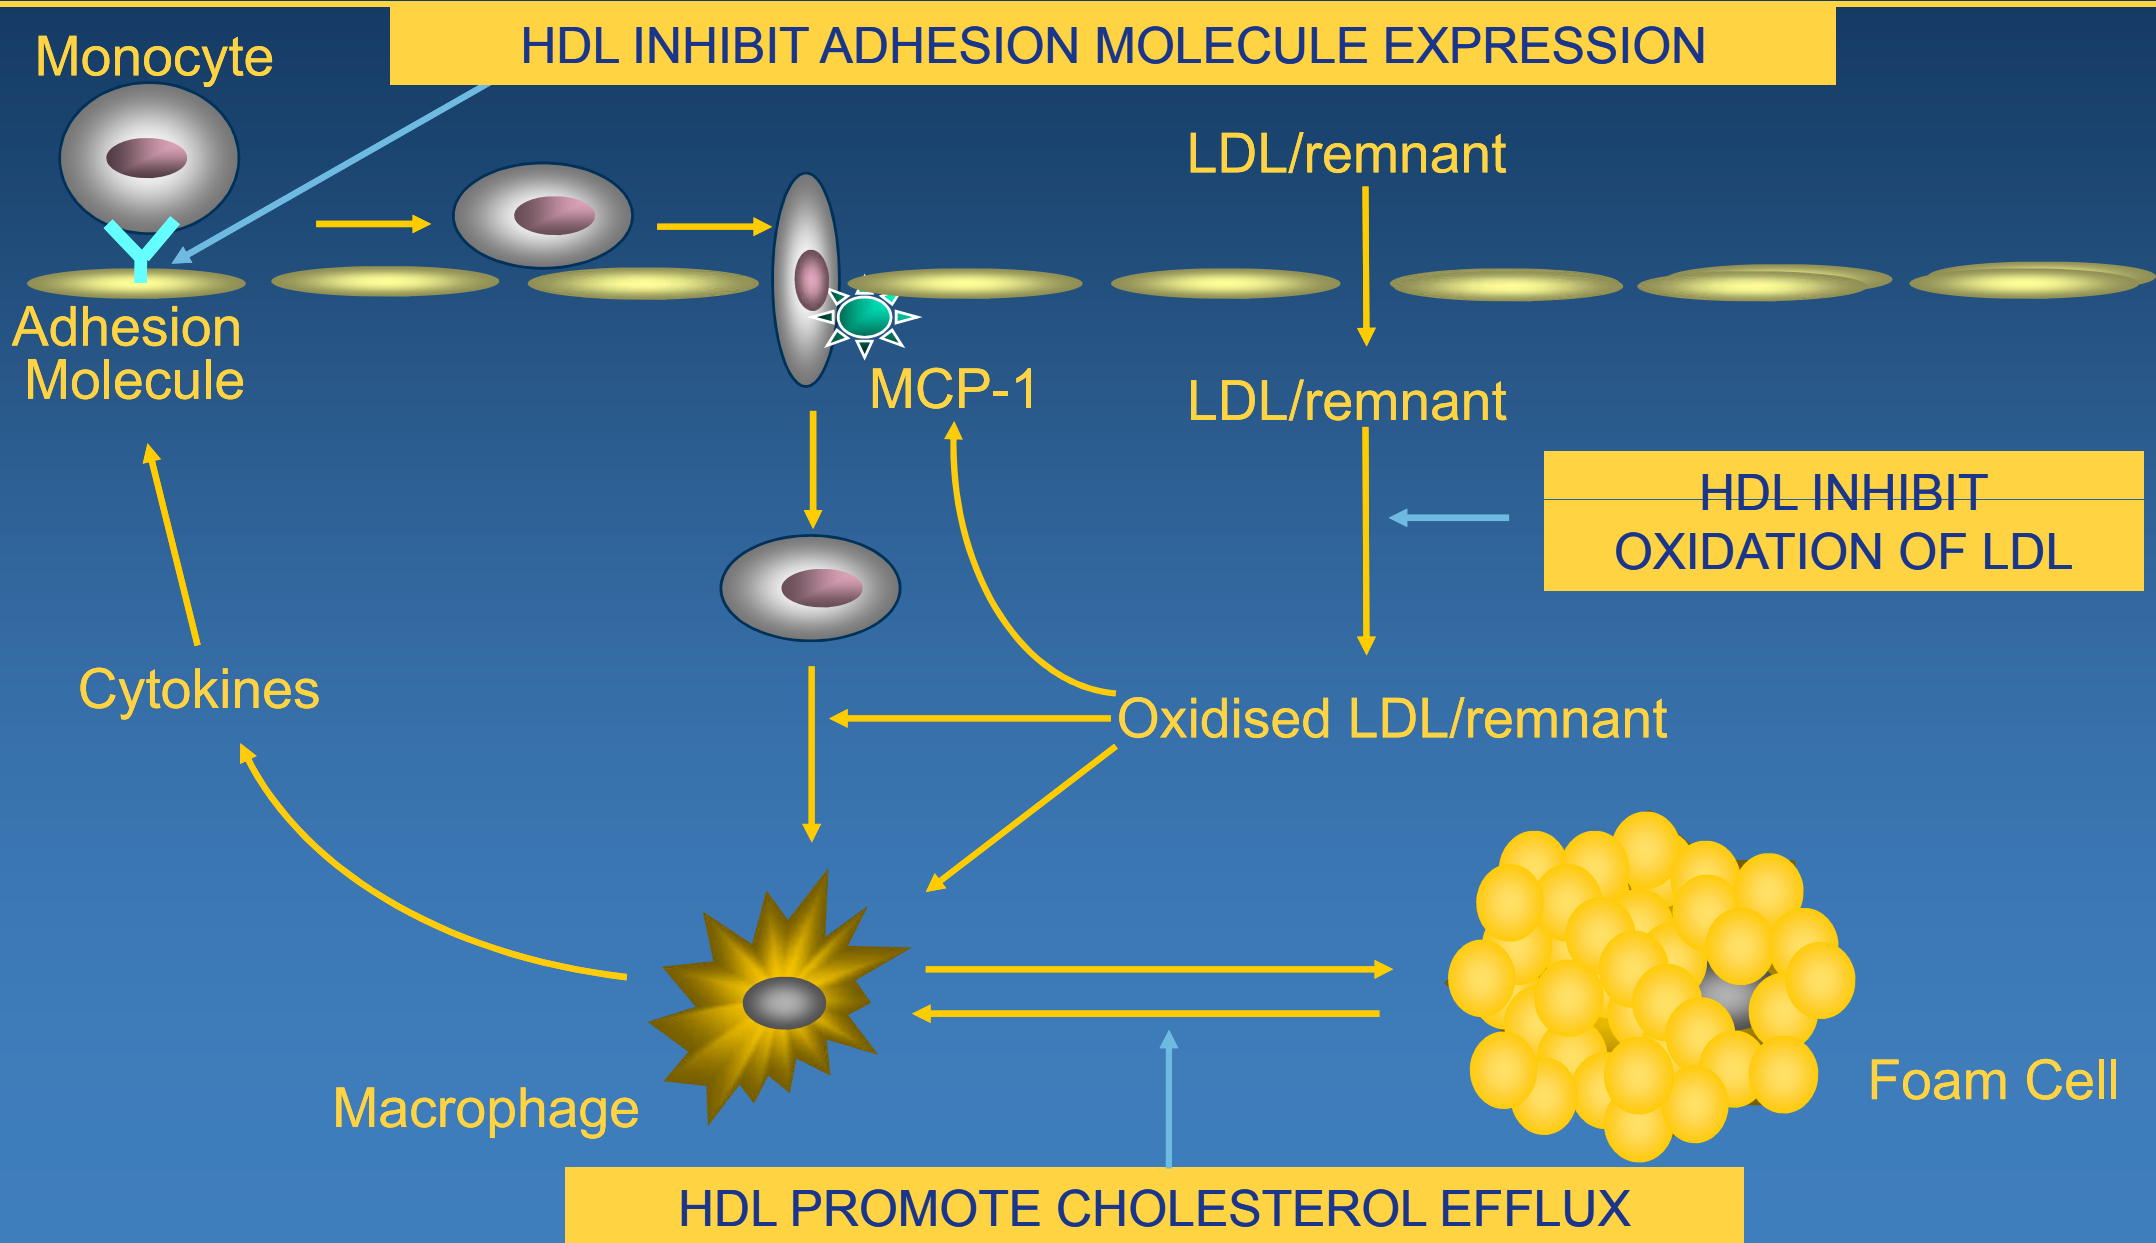 HDL INHIBIT ADHESION MOLECULE EXPRESSION
Monocyte
LDL/remnant
Adhesion
Molecule
MCP-1
LDL/remnant
HDL INHIBIT
OXIDATION OF LDL
Cytokines
Oxidised LDL/remnant
Macrophage
Foam Cell
HDL PROMOTE CHOLESTEROL EFFLUX